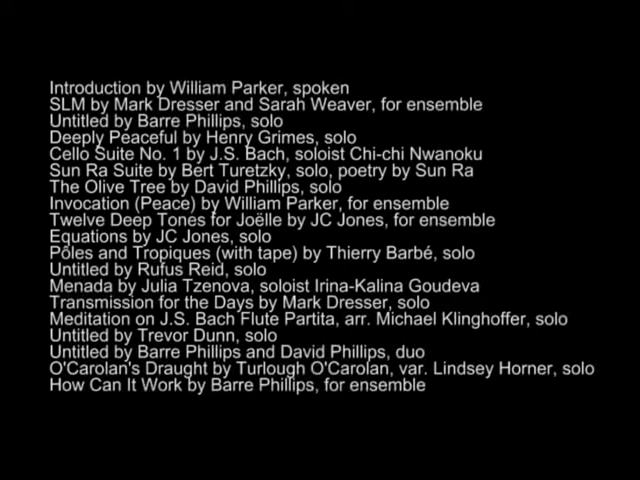 Introduction by William Parker, spoken
SLM by Mark Dresser and Sarah Weaver, for ensemble
Untitled by Barre Phillips, solo
Deeply Peaceful by Henry Grimes, solo
Cello Suite No. 1 by J.S. Bach, soloist Chi-chi Nwanoku
Sun Ra Suite by Bert Turetzky, solo, poetry by Sun Ra
The Olive Tree by David Phillips, solo
Invocation (Peace) by William Parker, for ensemble
Twelve Deep Tones for Joëlle by JC Jones, for ensemble
Equations by JC Jones, solo
Pôles and Tropiques (with tape) by Thierry Barbé, solo
Untitled by Rufus Reid, solo
Menada by Julia Tzenova, soloist Irina-Kalina Goudeva
Transmission for the Days by Mark Dresser, solo
Meditation on J.S. Bach Flute Partita, arr. Michael Klinghoffer, solo
Untitled by Trevor Dunn, solo
Untitled by Barre Phillips and David Phillips, duo
O'Carolan's Draught by Turlough O'Carolan, var. Lindsey Horner, solo
How Can It Work by Barre Phillips, for ensemble